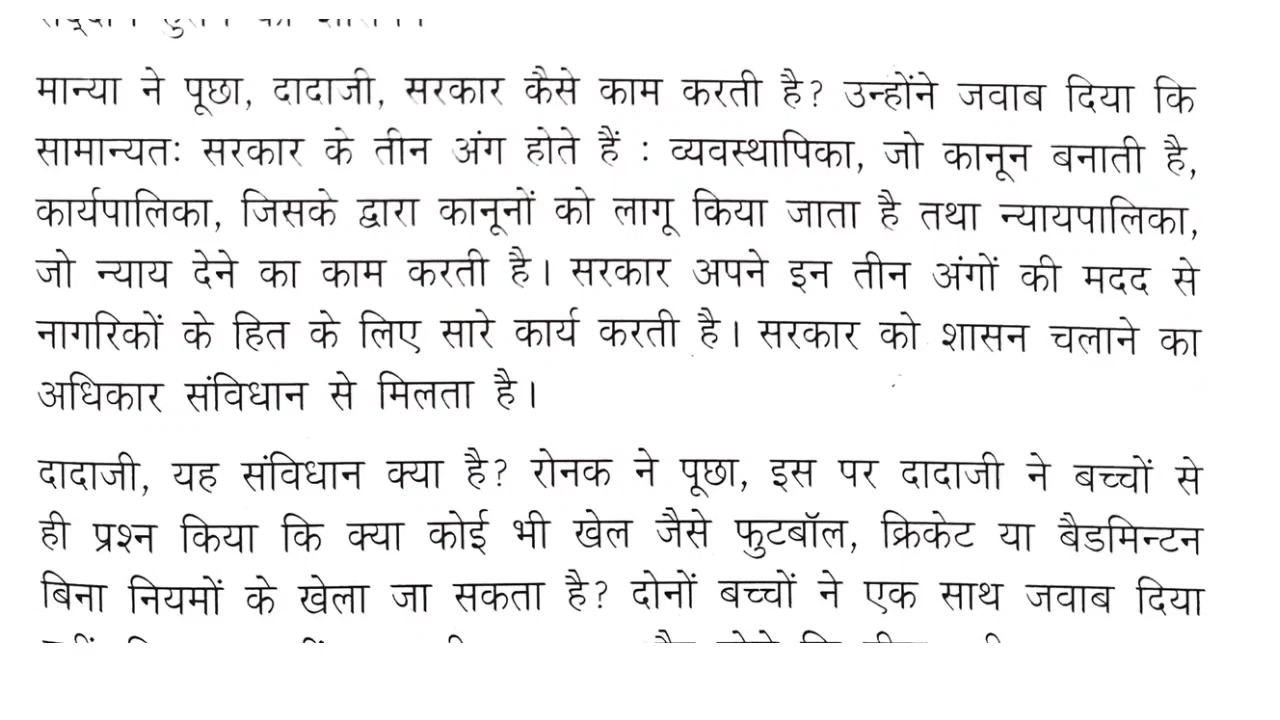 मान्या ने पूछा, दादाजी, सरकार कैसे काम करती है? उन्होंने जवाब दिया कि
सामान्यतः सरकार के तीन अंग होते हैं : व्यवस्थापिका, जो कानून बनाती है,
कार्यपालिका, जिसके द्वारा कानूनों को लागू किया जाता है तथा न्यायपालिका,
जो न्याय देने का काम करती है। सरकार अपने इन तीन अंगों की मदद से
नागरिकों के हित के लिए सारे कार्य करती है। सरकार को शासन चलाने का
अधिकार संविधान से मिलता है।
दादाजी, यह संविधान क्या है? रोनक ने पूछा, इस पर दादाजी ने बच्चों से
ही प्रश्न किया कि क्या कोई भी खेल जैसे फुटबॉल, क्रिकेट या बैडमिन्टन
बिना नियमों के खेला जा सकता है? दोनों बच्चों ने एक साथ जवाब दिया